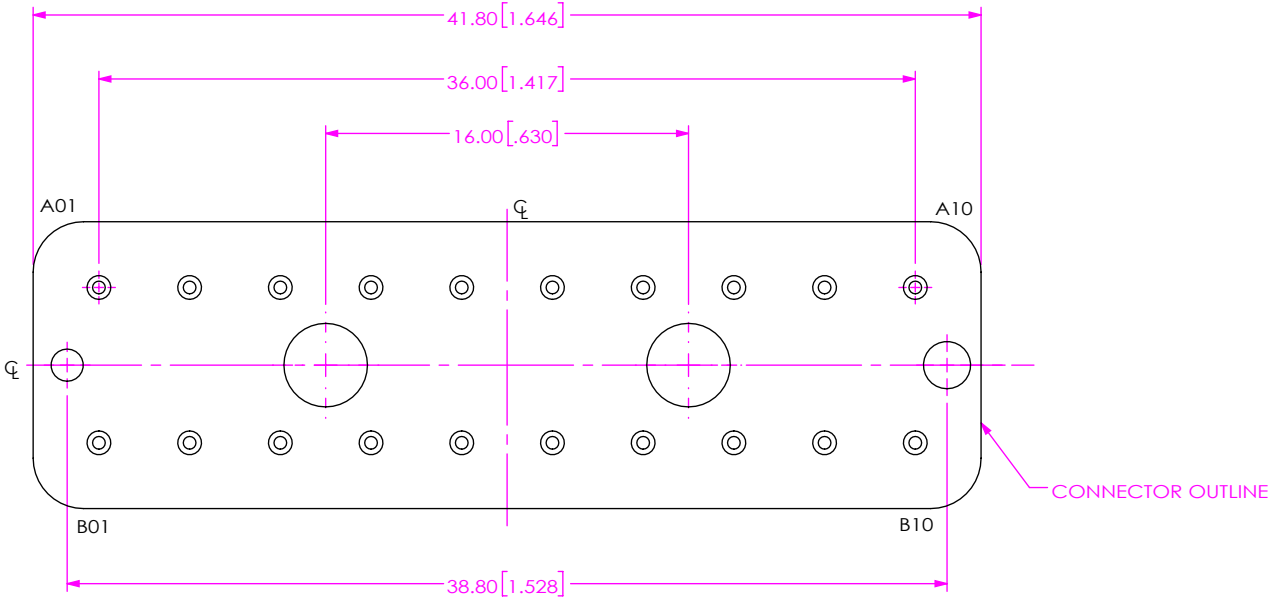 41.80[1.646]
36.00[1.417]
16.00[.630]
A01
℄
A10
℄
CONNECTOR OUTLINE
B01
B10
38.80[1.528]